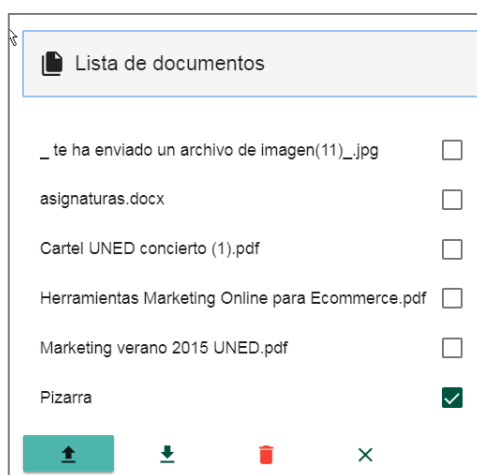 Lista de documentos
_ te ha enviado un archivo de imagen(11)_.jpg
asignaturas.docx
Cartel UNED concierto (1).pdf
Herramientas Marketing Online para Ecommerce.pdf
Marketing verano 2015 UNED.pdf
Pizarra